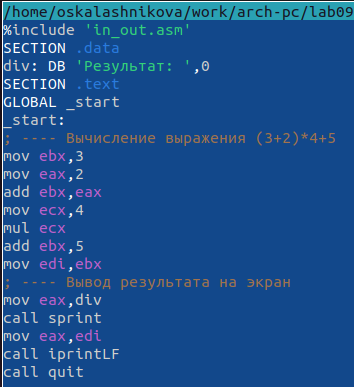 /home/oskalashnikova/work/arch-pc/lab09
%include 'in_out.asm'
SECTION .data
div: DB 'Результат: ',0
SECTION .text
GLOBAL _start
_start:
; ---- Вычисление выражения (3+2)*4+5
mov ebx,3
mov eax,2
add ebx,eax
mov ecx,4
mul ecx
add ebx,5
mov edi,ebx
; ---- Вывод результата на экран
mov eax,div
call sprint
mov eax,edi
call iprintLF
call quit